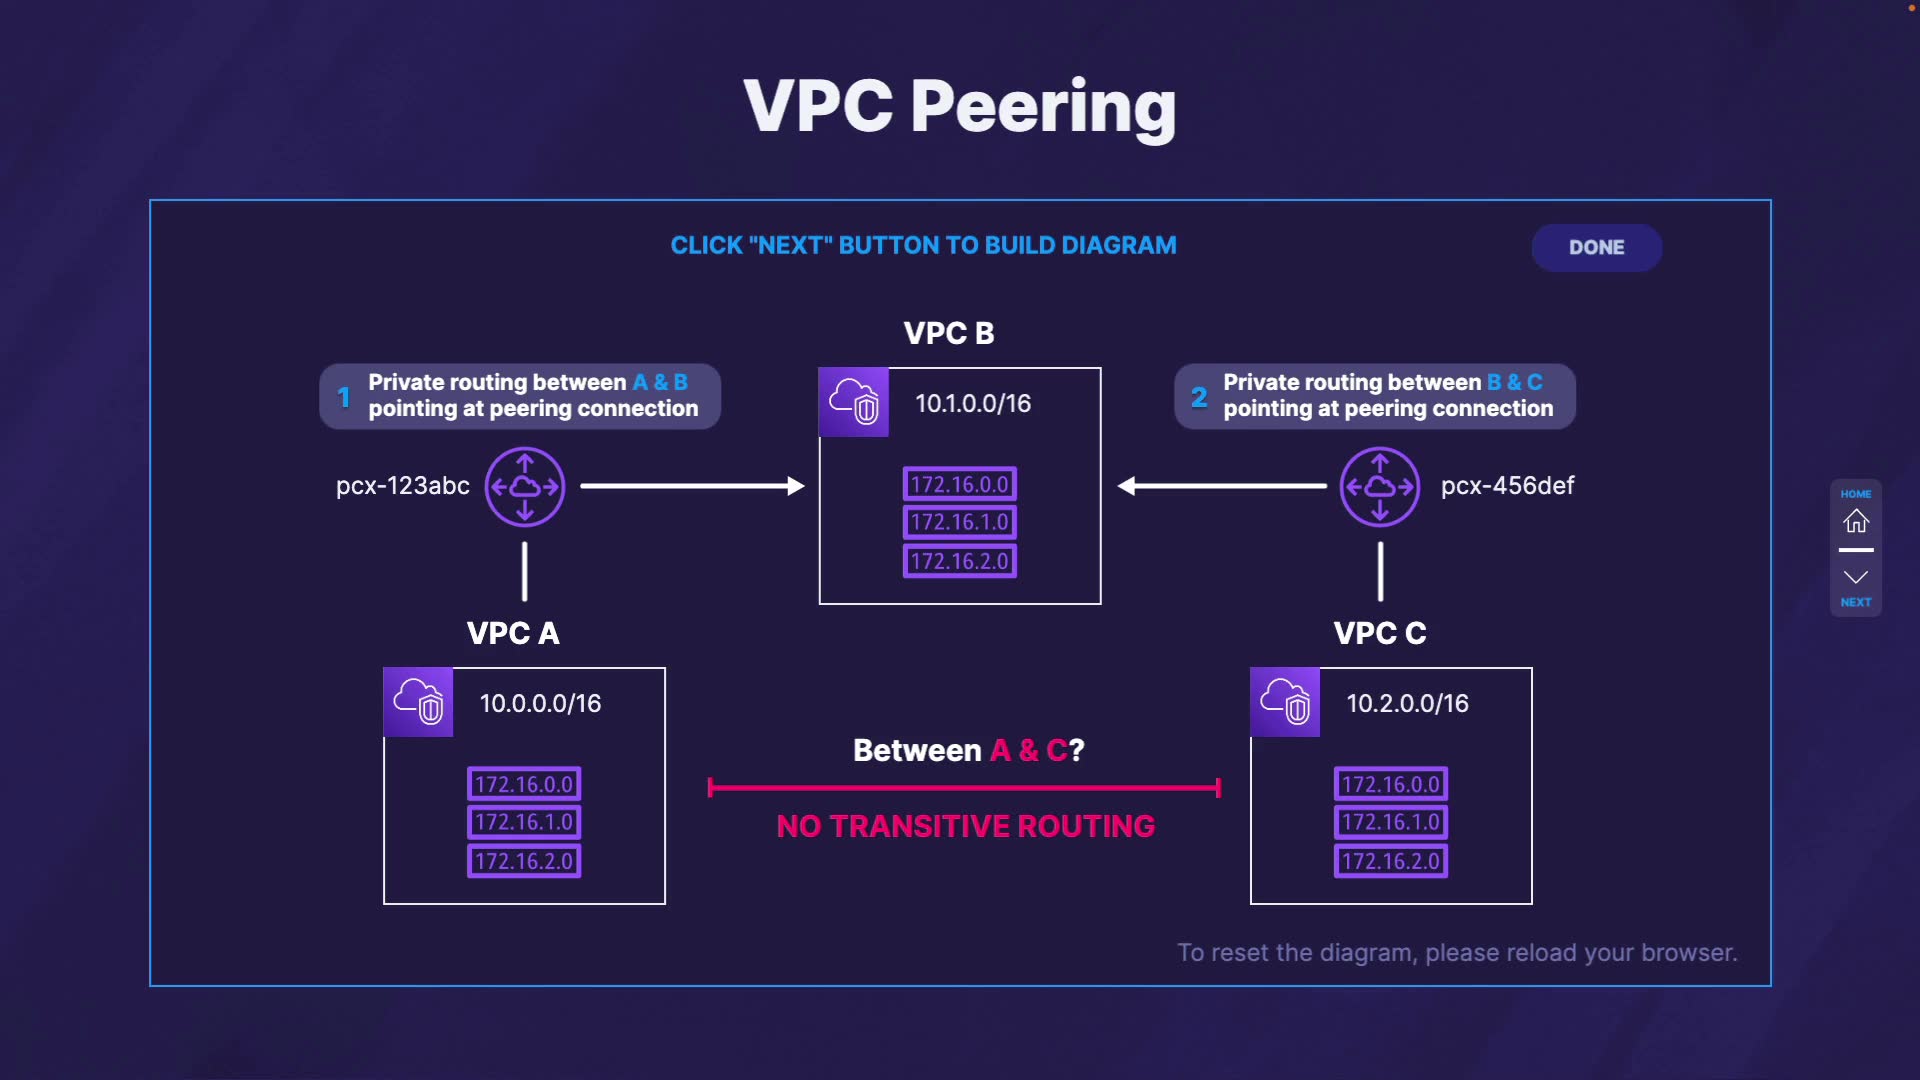 VPC Peering
CLICK "NEXT" BUTTON TO BUILD DIAGRAM
DONE
VPC B
1
Private routing between A & B
pointing at peering connection
10.1.0.0/16
2
Private routing between B & C
pointing at peering connection
pcx-123abc
172.16.0.0
172.16.1.0
172.16.2.0
pcx-456def
HOME
NEXT
VPC A
10.0.0.0/16
172.16.0.0
172.16.1.0
172.16.2.0
Between A & C?
NO TRANSITIVE ROUTING
VPC C
10.2.0.0/16
172.16.0.0
172.16.1.0
172.16.2.0
To reset the diagram, please reload your browser.